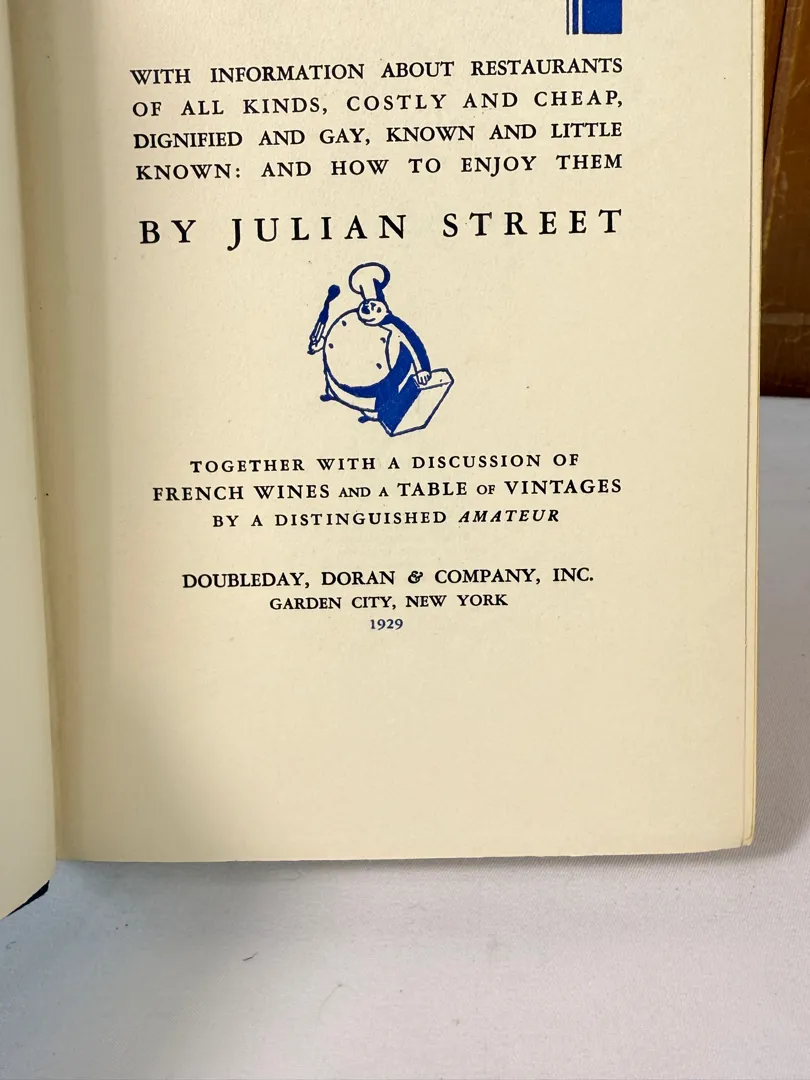 WITH INFORMATION ABOUT RESTAURANTS
OF ALL KINDS, COSTLY AND CHEAP,
DIGNIFIED AND GAY, KNOWN AND LITTLE
KNOWN: AND HOW TO ENJOY THEM
BY JULIAN STREET
TOGETHER WITH A DISCUSSION OF
FRENCH WINES AND A TABLE OF VINTAGES
BY A DISTINGUISHED AMATEUR
DOUBLEDAY, DORAN & COMPANY, INC.
GARDEN CITY, NEW YORK
1929